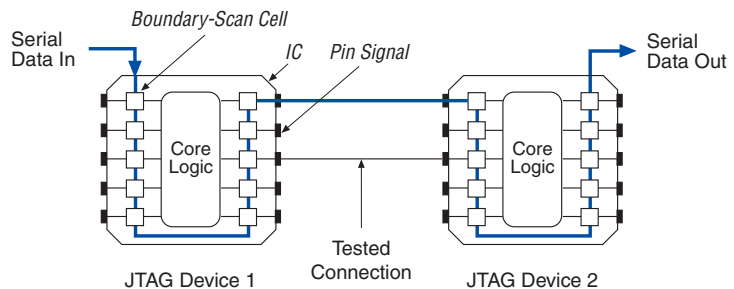 Boundary-Scan Cell
Serial
Data In
IC
Pin Signal
Serial
Data Out
Core
Logic
Core
Logic
Tested
Connection
JTAG Device 1
JTAG Device 2